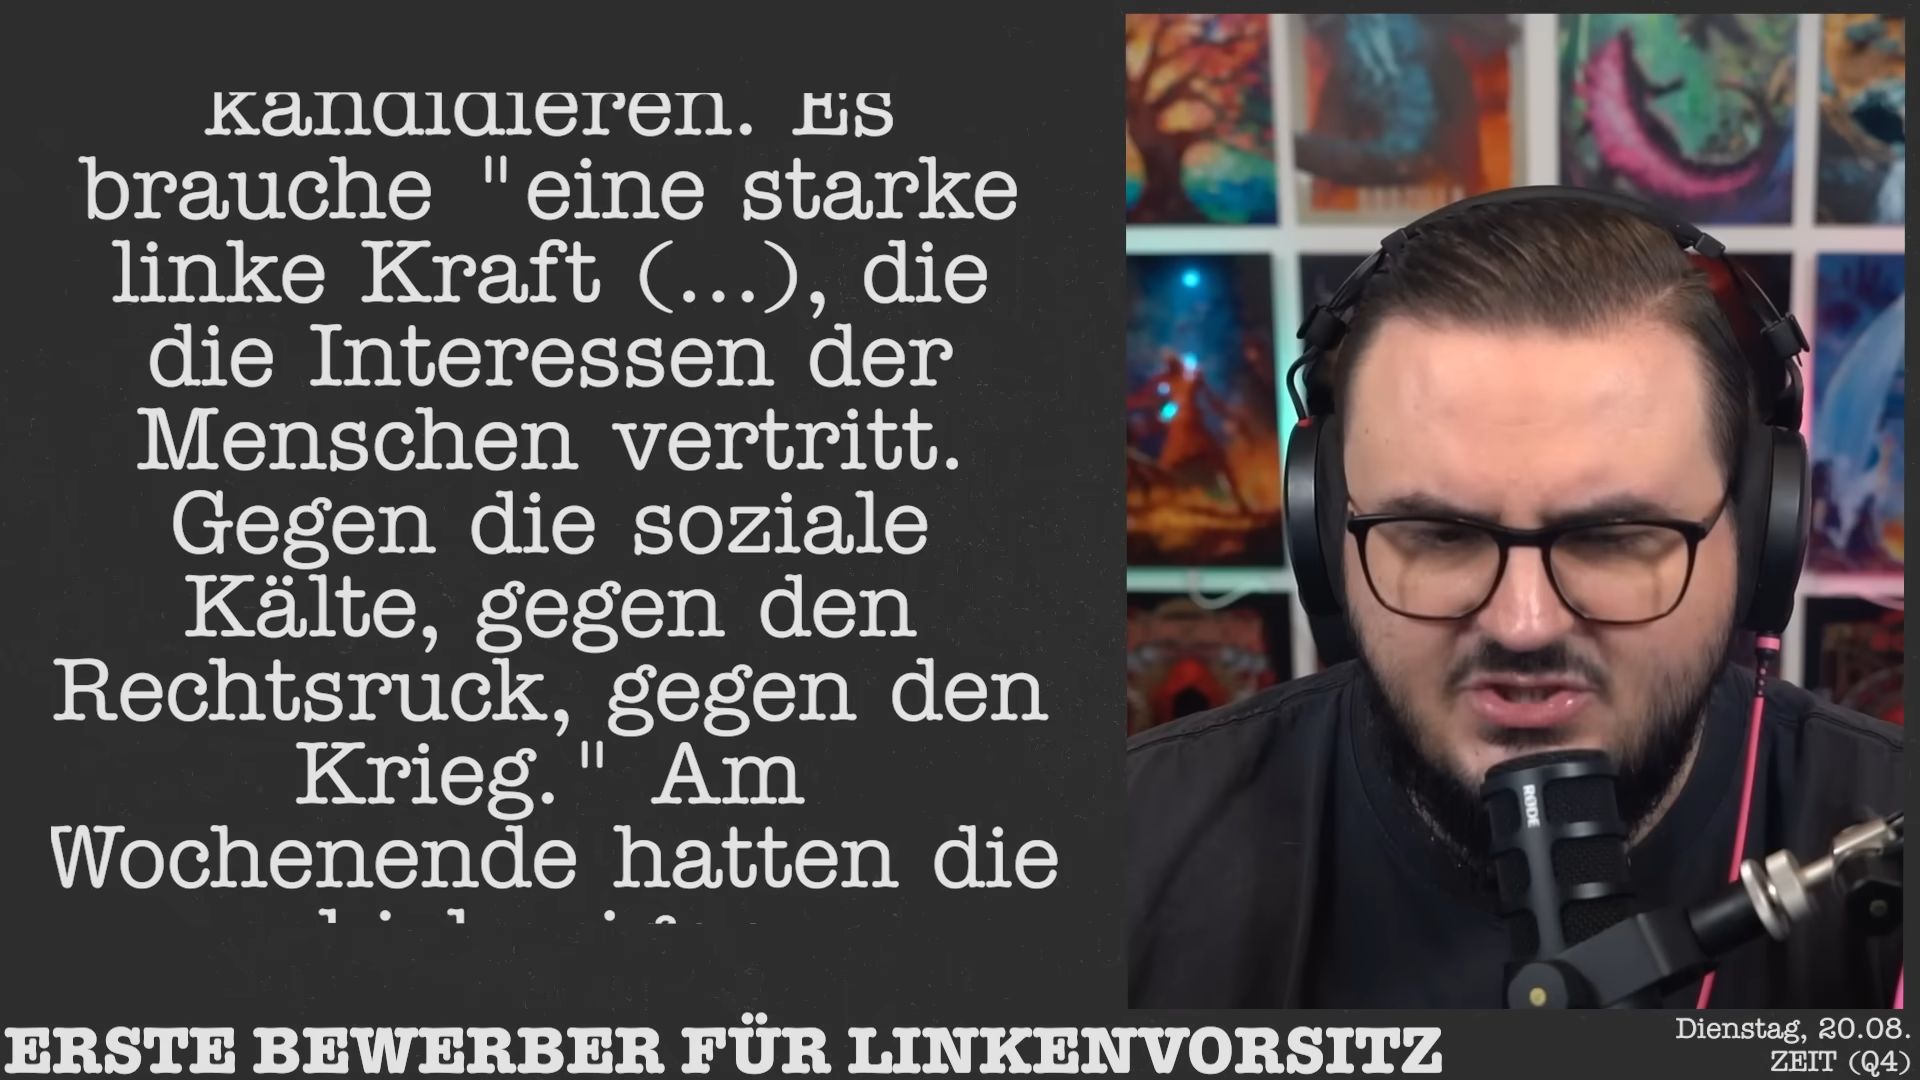 kandidieren. Es
brauche "eine starke
linke Kraft (...), die
die Interessen der
Menschen vertritt.
Gegen die soziale
Kälte, gegen den
Rechtsruck, gegen den
Krieg." Am
Wochenende hatten die
RØDE
ERSTE BEWERBER FÜR LINKENVORSITZ
Dienstag, 20.08.
ZEIT (Q4)